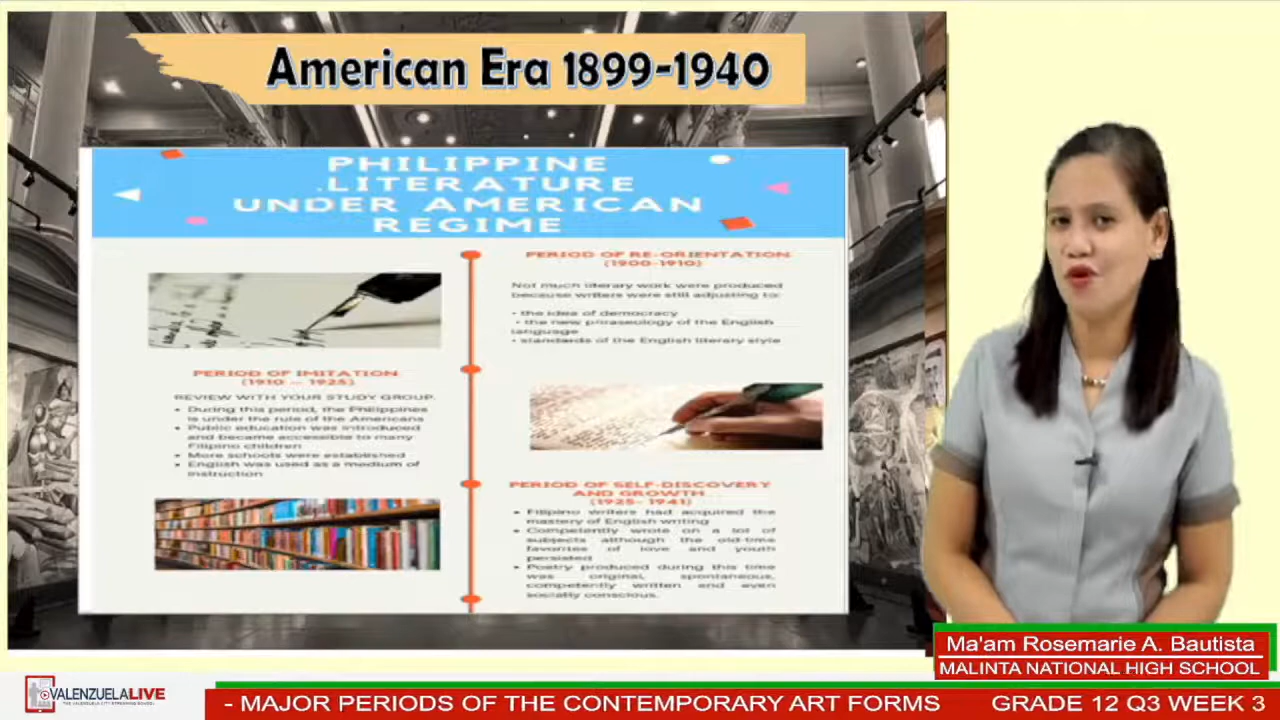 American Era 1899-1940
PHILIPPINE
.LITERATURE
UNDER AMERICAN
REGIME
PERIOD OF RE-ORIENTATION
(1900-1910)
Not much literary work were produced
because writers were still adjusting to:
• the idea of democracy
• the new phraseology of the English
language
• standards of the English literary style
PERIOD OF IMITATION
(1910 — 1925)
REVIEW WITH YOUR STUDY GROUP.
• During this period, the Philippines
is under the rule of the Americans
• Public education was introduced
and became accessible to many
Filipino children
• More schools were established
• English was used as a medium of
instruction
PERIOD OF SELF-DISCOVERY
AND GROWTH
(1925- 1941)
• Filipino writers had acquired the
mastery of English writing
• Competently wrote on a lot of
subjects although the old-time
favorites of love and youth
persisted
• Poetry produced during this time
was original, spontaneous,
competently written and even
socially conscious.
Ma'am Rosemarie A. Bautista
MALINTA NATIONAL HIGH SCHOOL
VALENZUELALIVE
THE VALENZUELA CITY STREAMING SCHOOL
- MAJOR PERIODS OF THE CONTEMPORARY ART FORMS
GRADE 12 Q3 WEEK 3